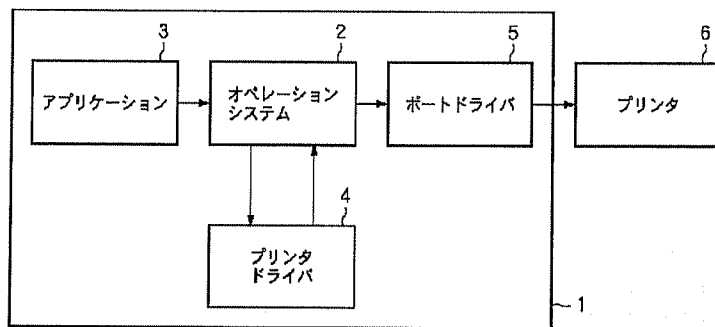 3
2
5
6
アプリケーション
オペレーション
システム
ポートドライバ
プリンタ
4
プリンタ
ドライバ
1